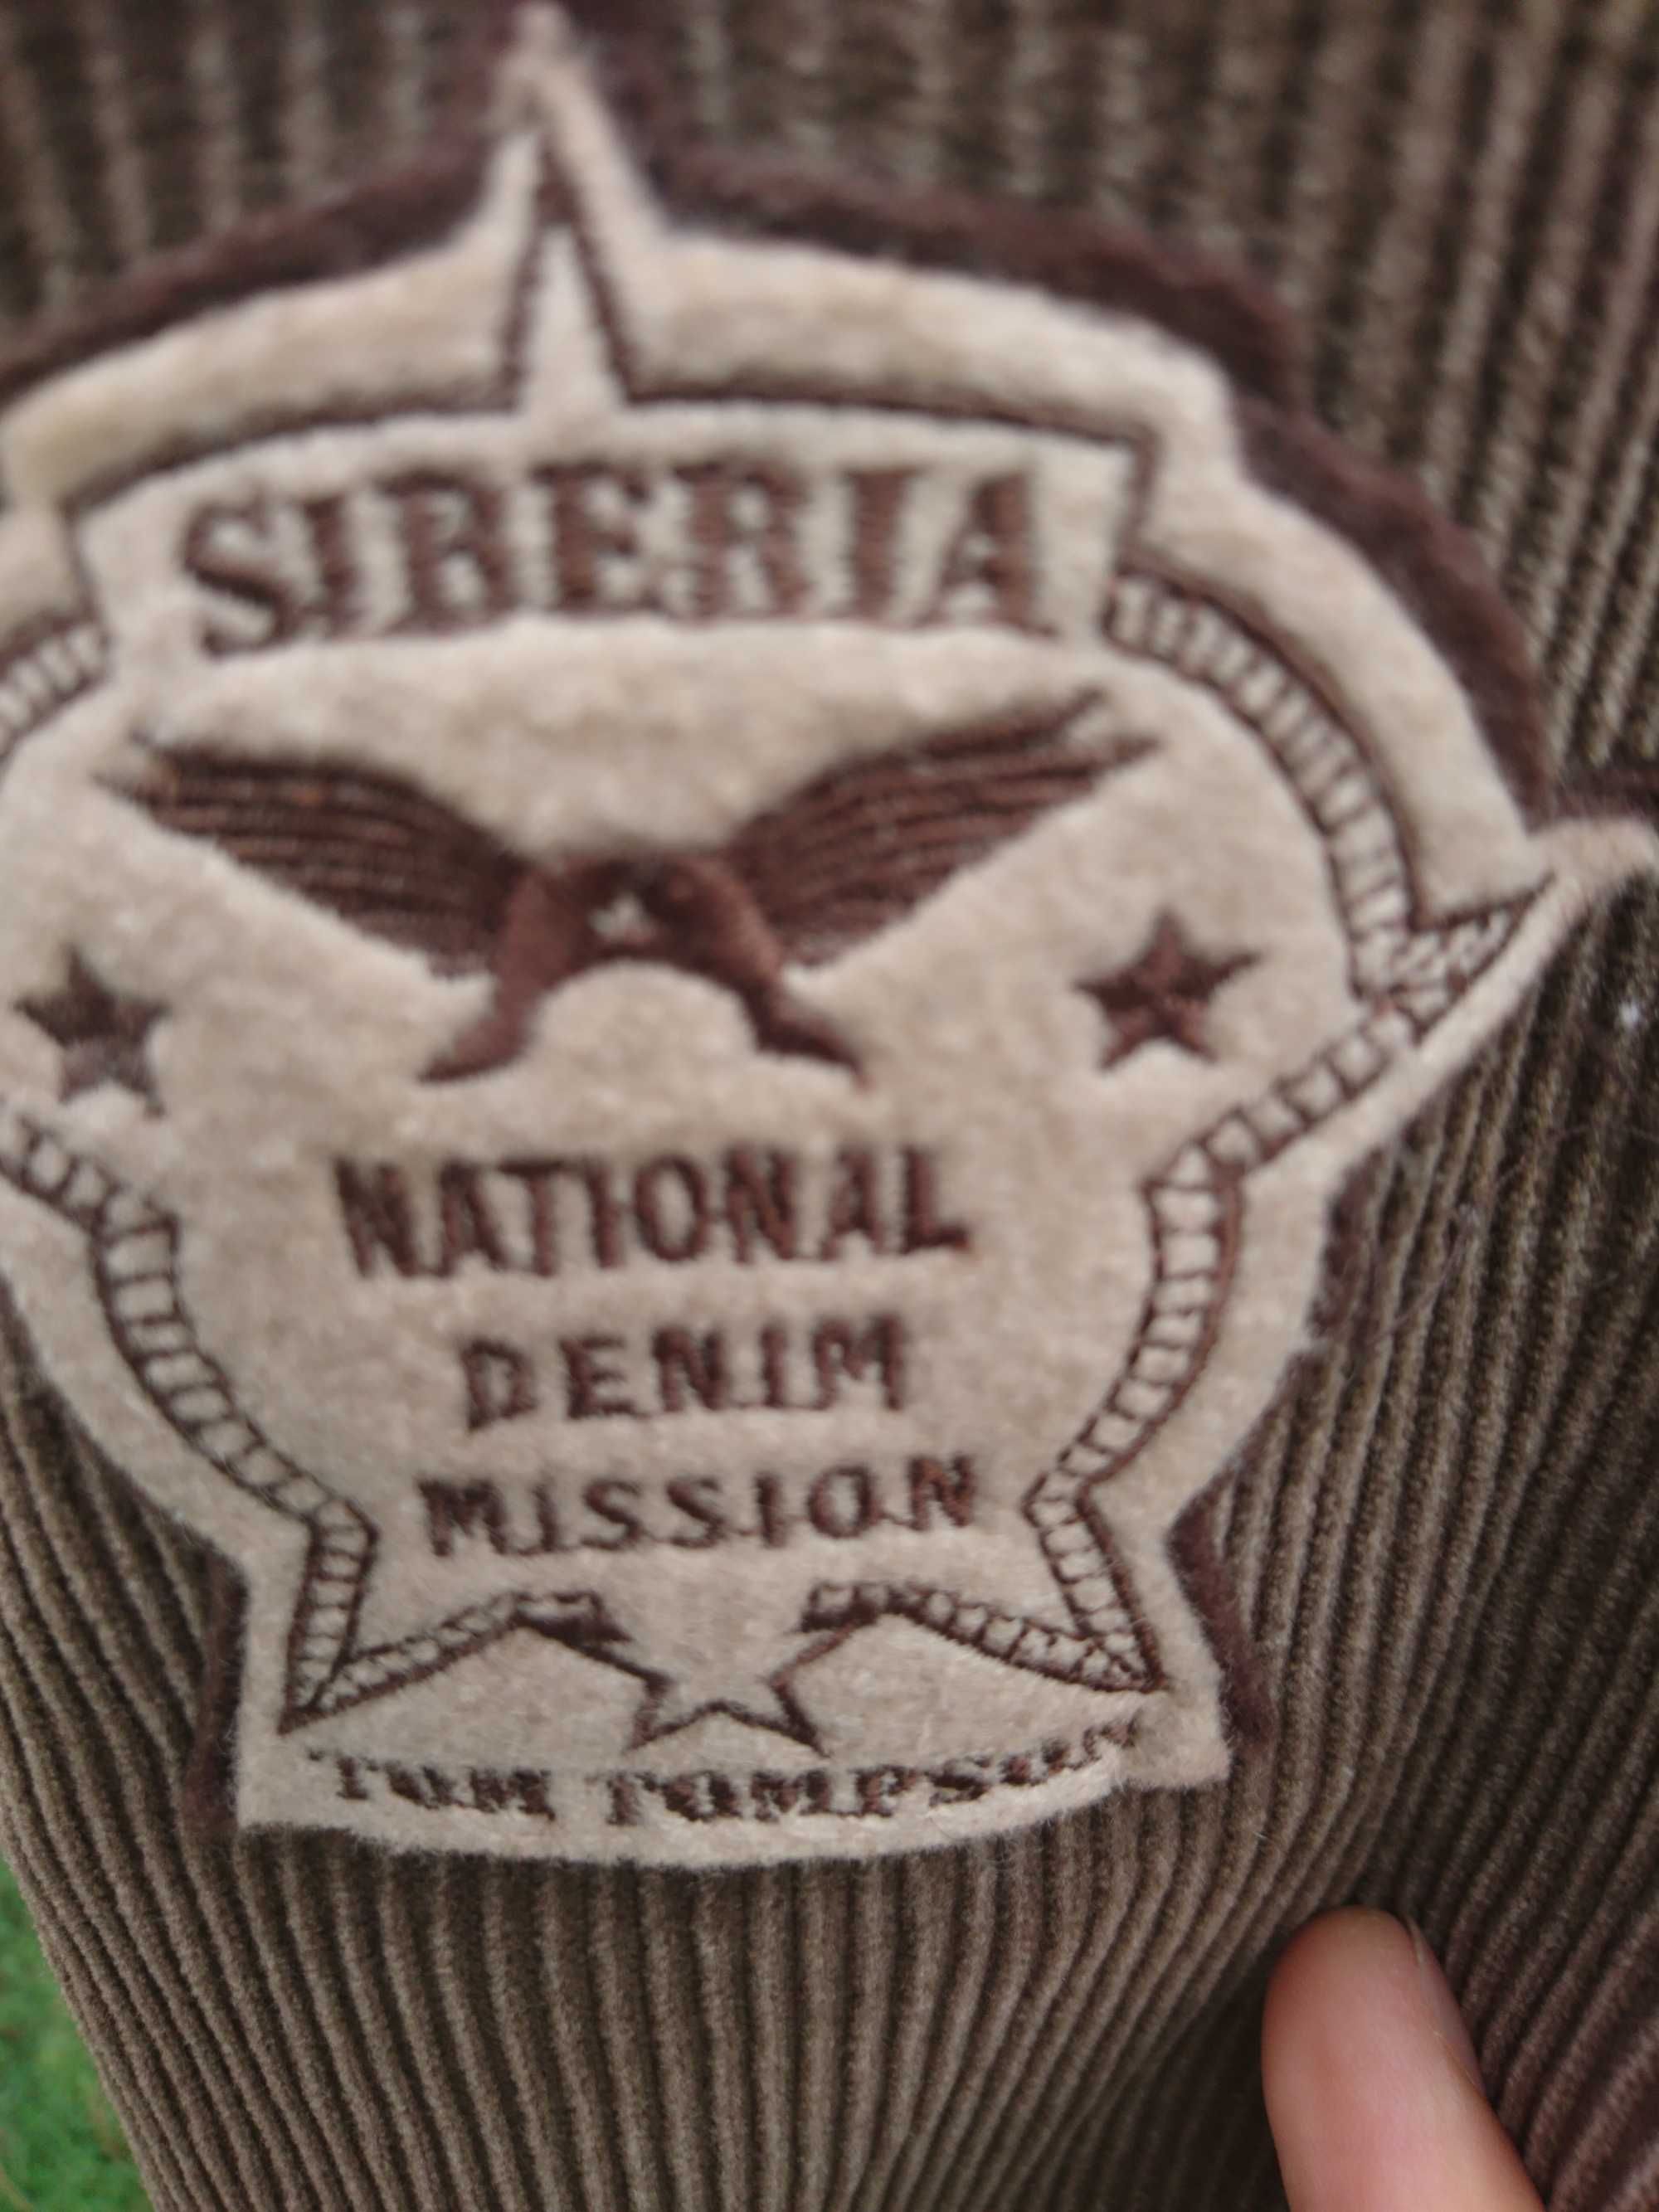 SIBERIA
NATIONAL
DENIM
MISSION
TOM TOMPSON